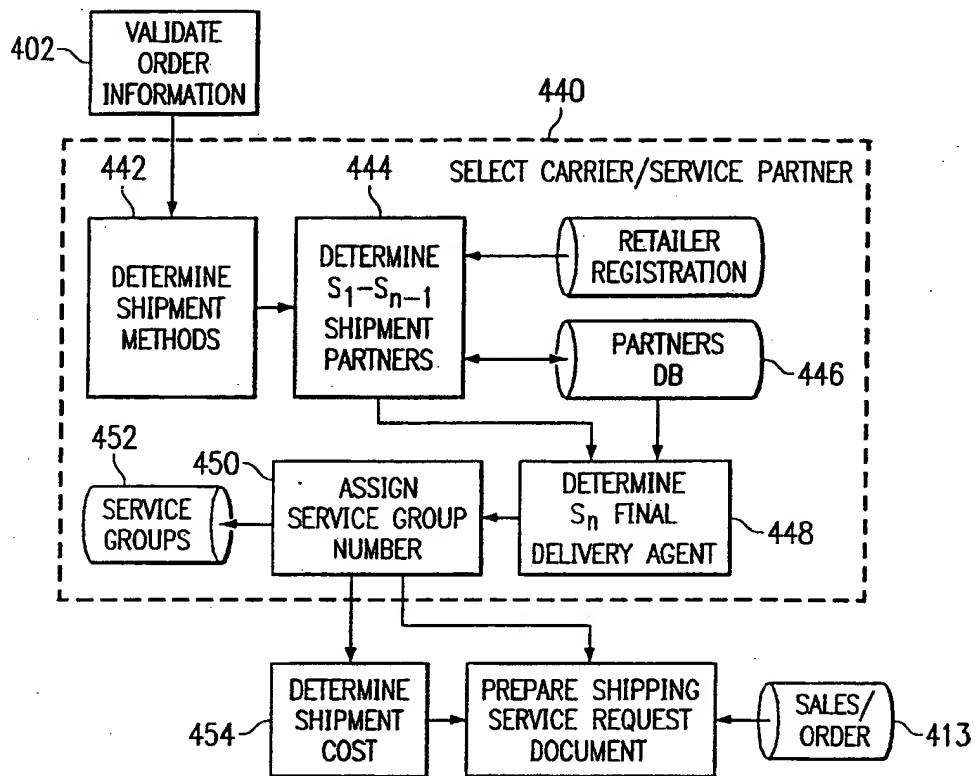 402
VALIDATE
ORDER
INFORMATION
440
SELECT CARRIER/SERVICE PARTNER
442
DETERMINE
SHIPMENT
METHODS
444
DETERMINE
S1–Sn–1
SHIPMENT
PARTNERS
RETAILER
REGISTRATION
PARTNERS
DB
446
452
SERVICE
GROUPS
450
ASSIGN
SERVICE GROUP
NUMBER
DETERMINE
Sn FINAL
DELIVERY AGENT
448
454
DETERMINE
SHIPMENT
COST
PREPARE SHIPPING
SERVICE REQUEST
DOCUMENT
SALES/
ORDER
413